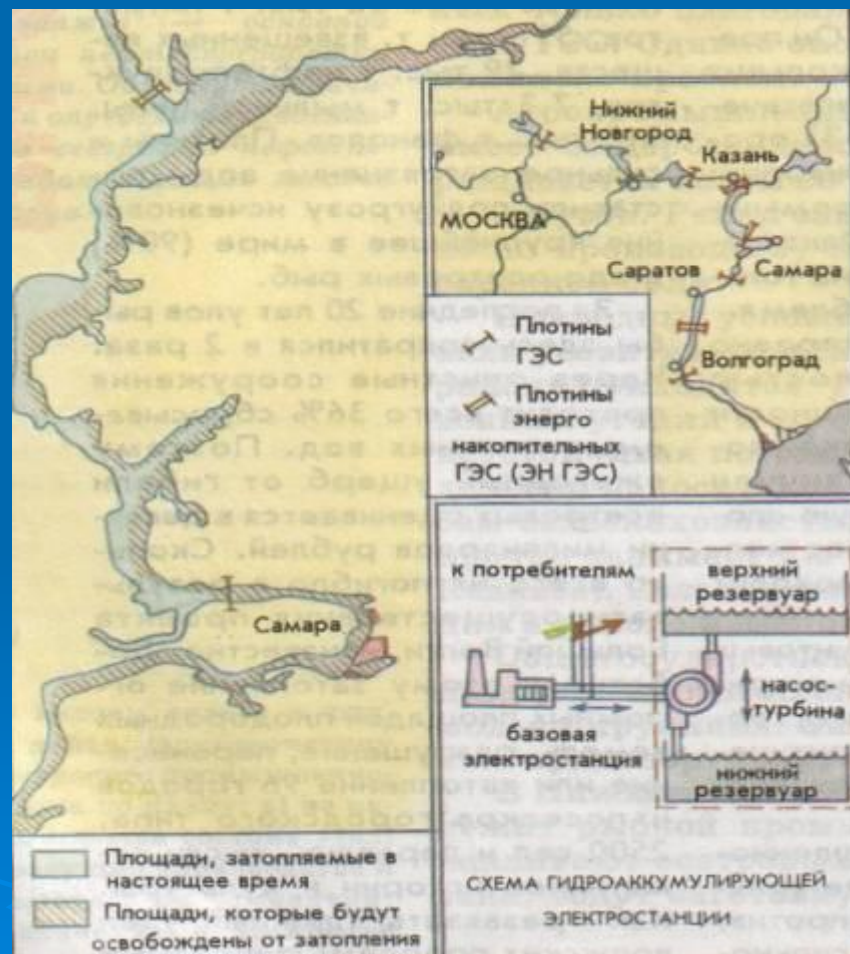 Нижний
Новгород
Казань
МОСКВА
Саратов
Самара
Волгоград
Плотины
ГЭС
Плотины
энерго
накопительных
ГЭС (ЭН ГЭС)
Самара
к потребителям
верхний
резервуар
насос-
турбина
базовая
электростанция
нижний
резервуар
СХЕМА ГИДРОАККУМУЛИРУЮЩЕЙ
ЭЛЕКТРОСТАНЦИИ
Площади, затопляемые в
настоящее время
Площади, которые будут
освобождены от затопления